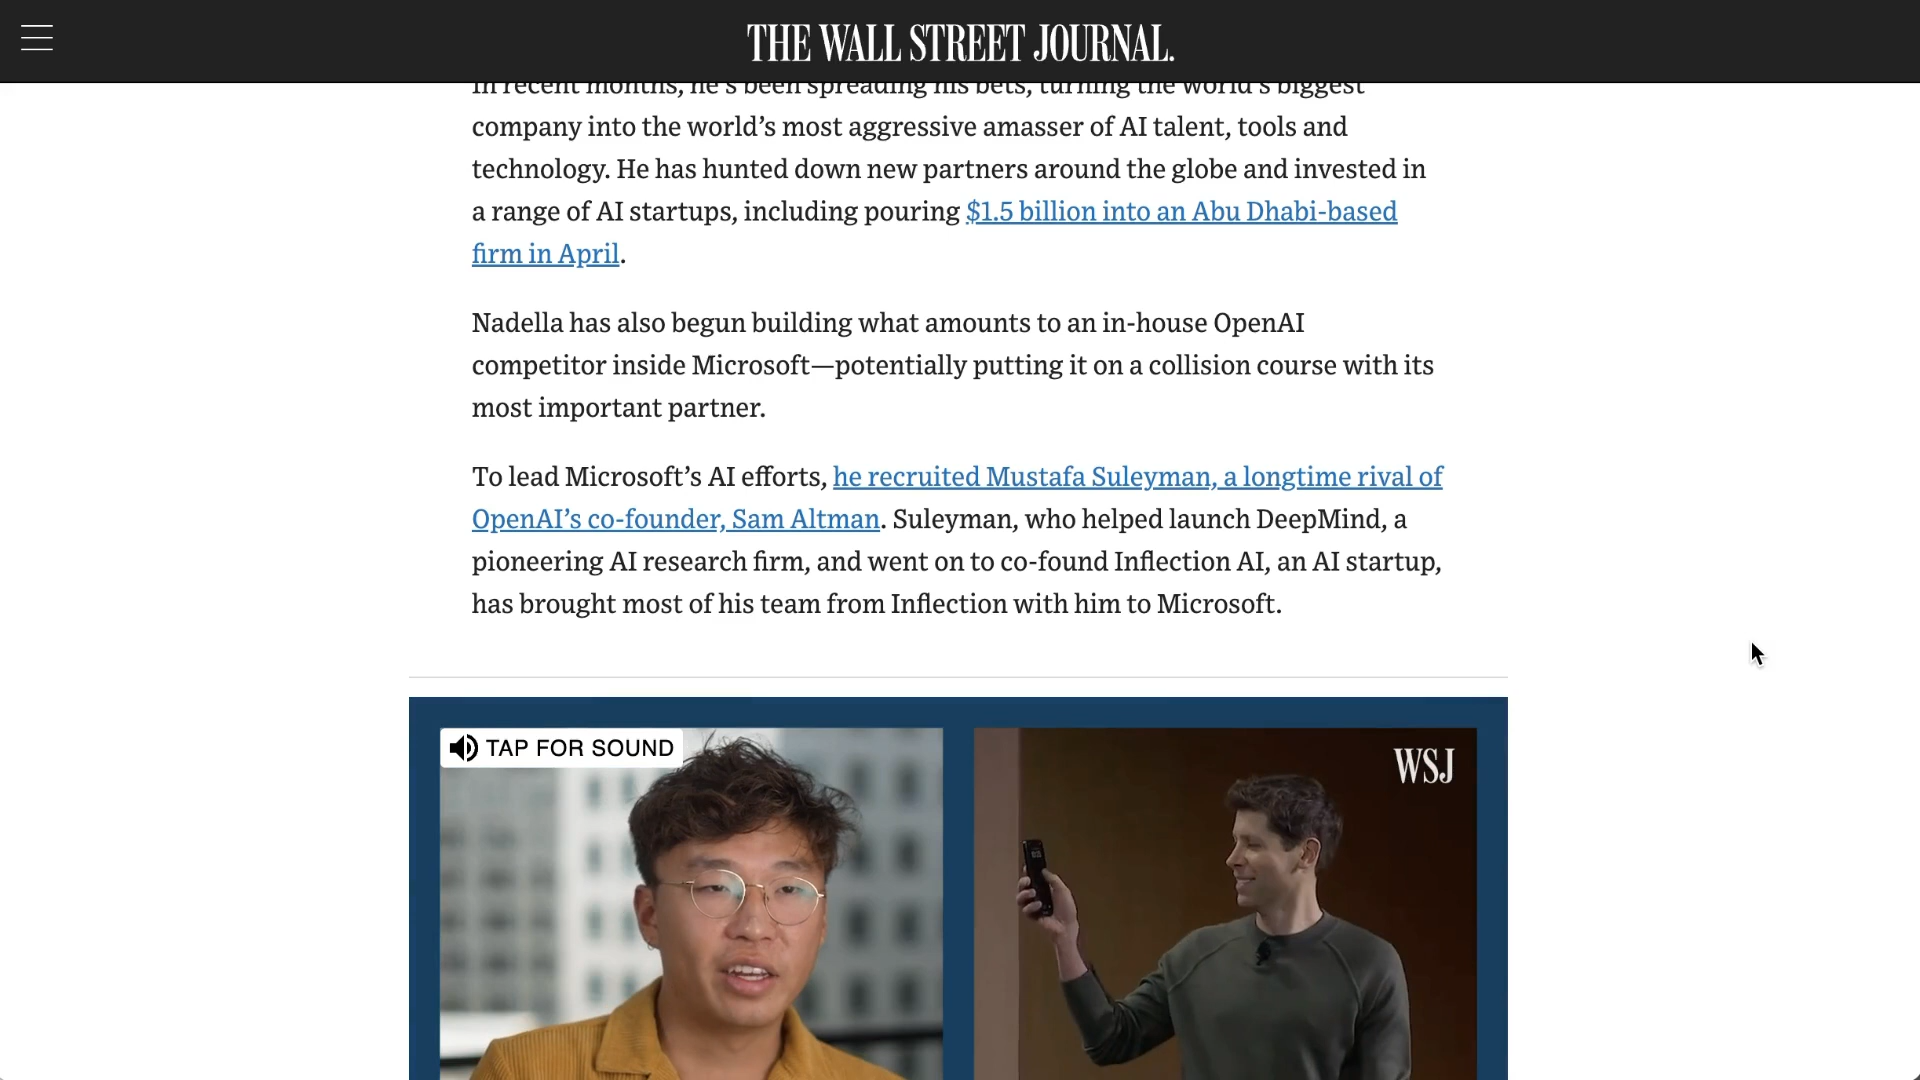 THE WALL STREET JOURNAL.
In recent months, he's been spreading his bets, turning the world's biggest
company into the world's most aggressive amasser of AI talent, tools and
technology. He has hunted down new partners around the globe and invested in
a range of AI startups, including pouring $1.5 billion into an Abu Dhabi-based
firm in April.
Nadella has also begun building what amounts to an in-house OpenAI
competitor inside Microsoft—potentially putting it on a collision course with its
most important partner.
To lead Microsoft's AI efforts, he recruited Mustafa Suleyman, a longtime rival of
OpenAI's co-founder, Sam Altman. Suleyman, who helped launch DeepMind, a
pioneering AI research firm, and went on to co-found Inflection AI, an AI startup,
has brought most of his team from Inflection with him to Microsoft.
TAP FOR SOUND
WSJ